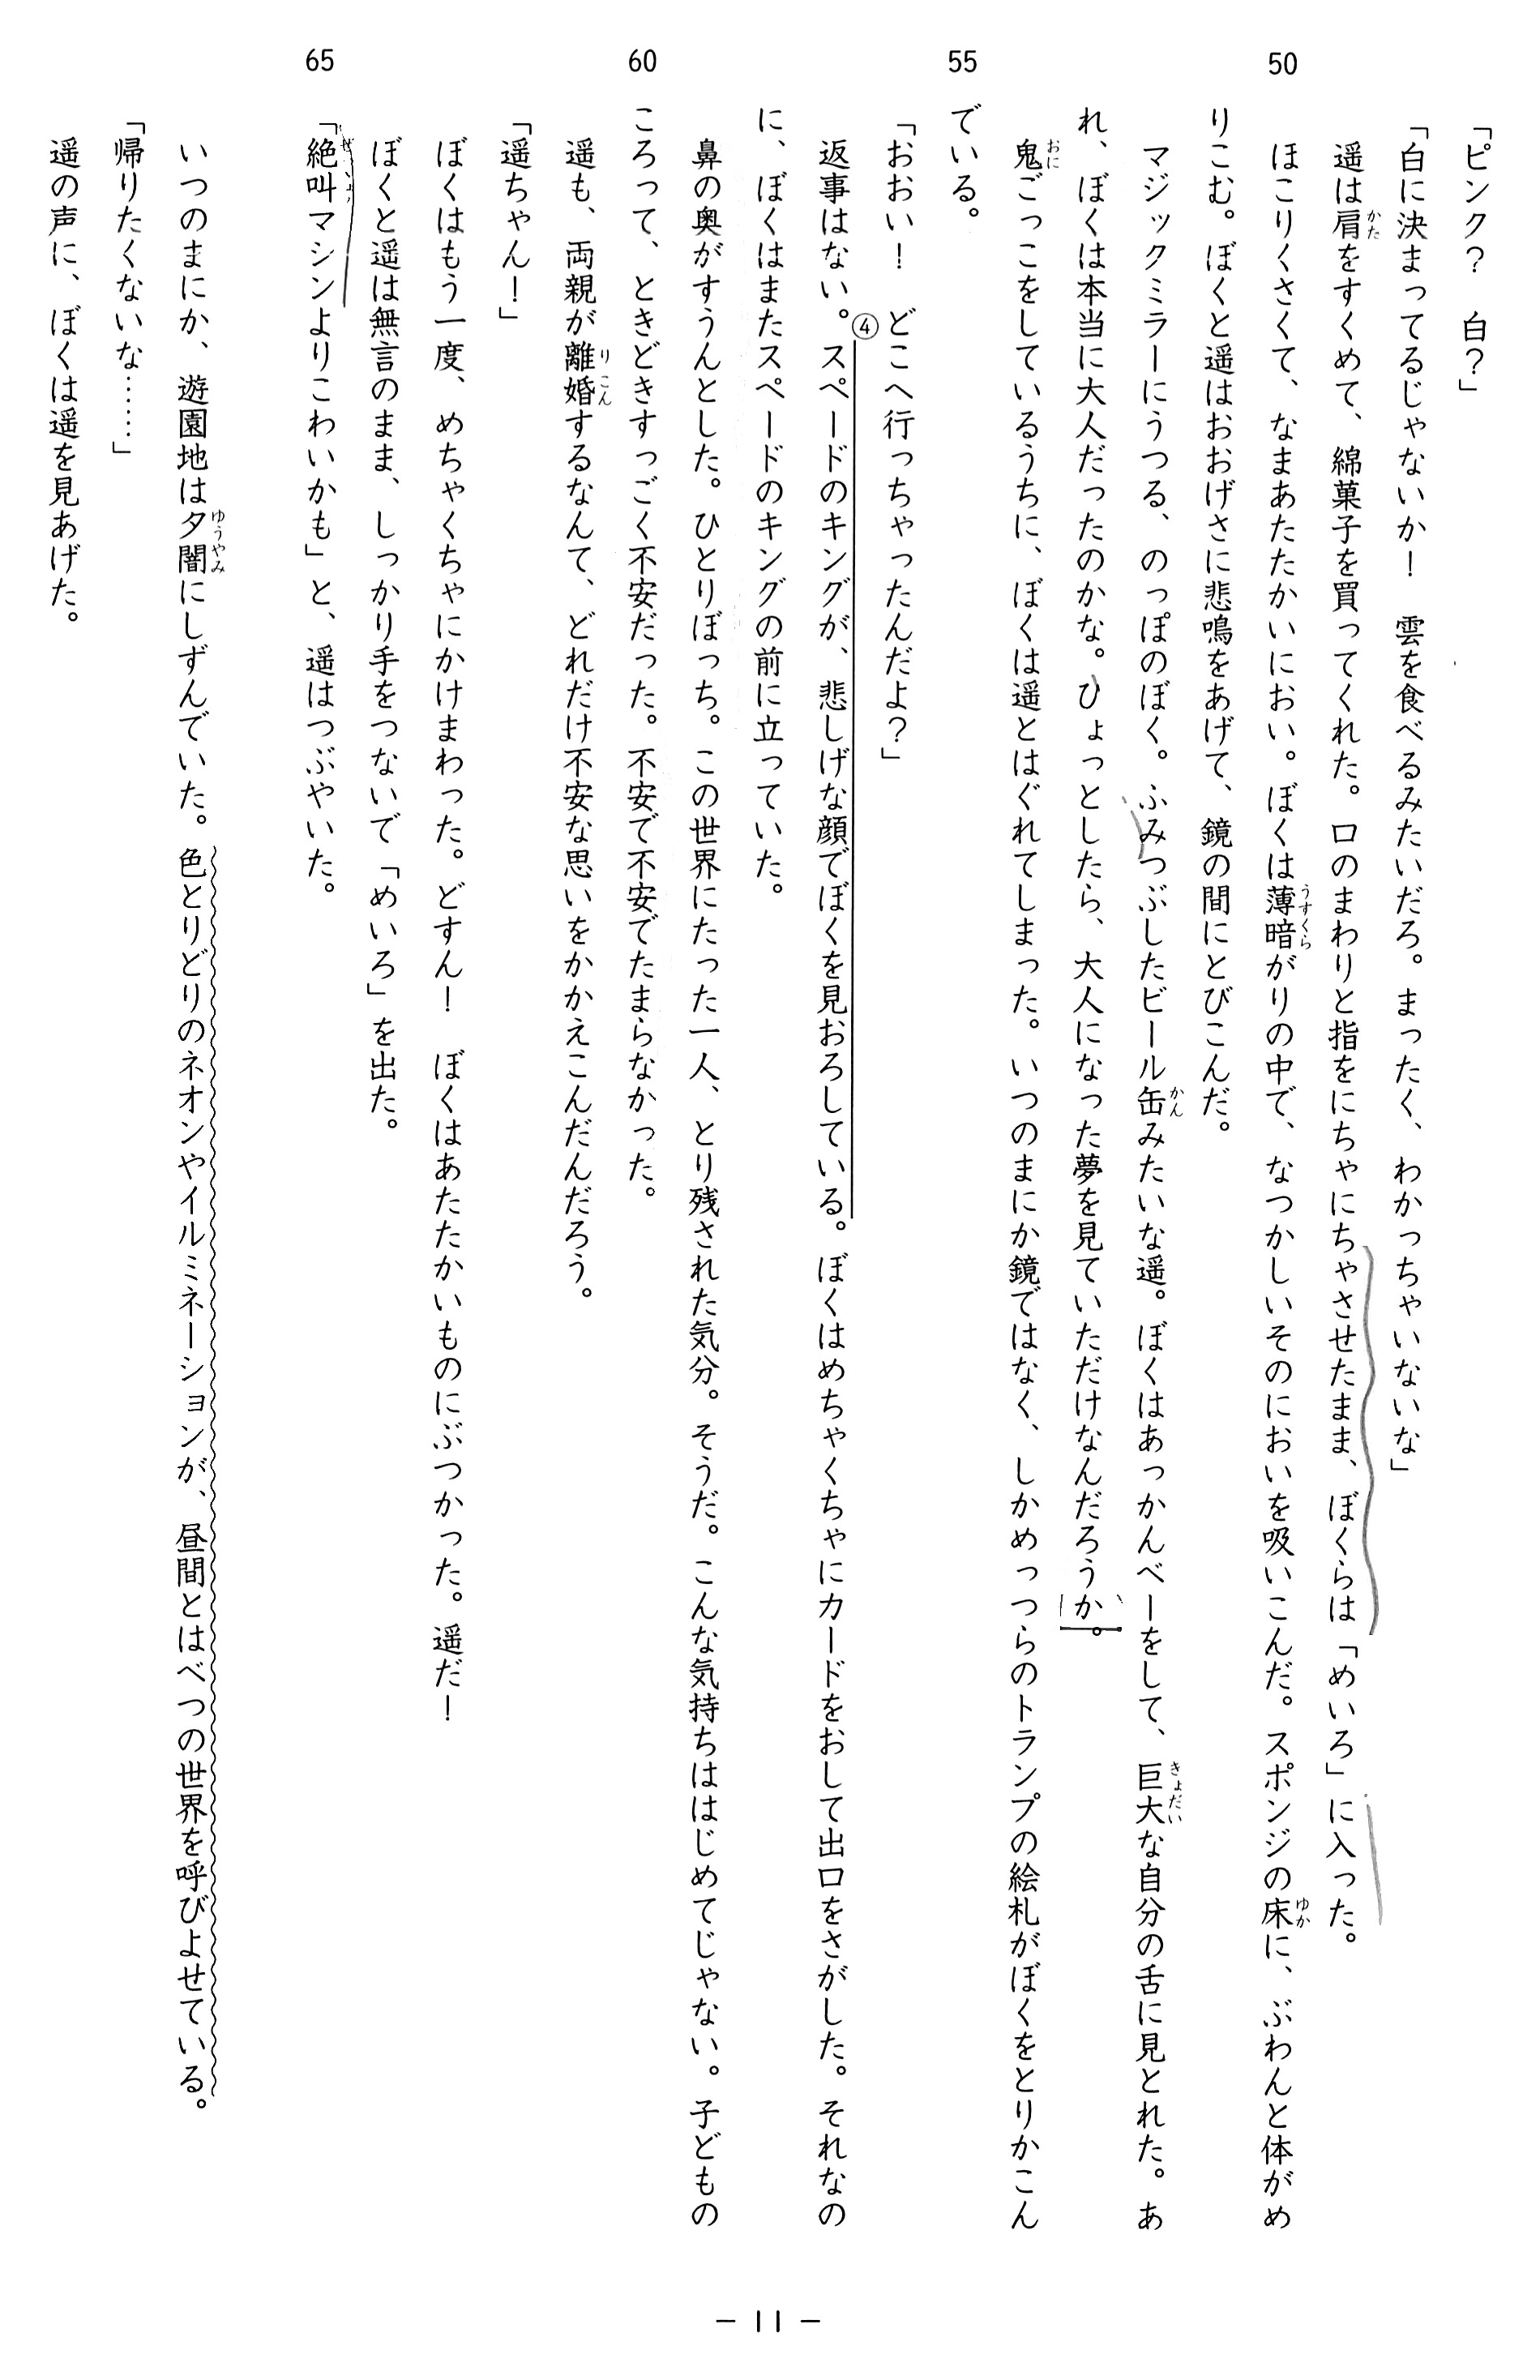 「ピンク？　白？」
「白に決まってるじゃないか！　雲を食べるみたいだろ。まったく、わかっちゃいないな」
遥は肩をすくめて、綿菓子を買ってくれた。口のまわりと指をにちゃにちゃさせたまま、ぼくらは「めいろ」に入った。
かた
50
ほこりくさくて、なまあたたかいにおい。ぼくは薄暗がりの中で、なつかしいそのにおいを吸いこんだ。スポンジの床に、ぶわんと体がめ
うすくら
ゆか
りこむ。ぼくと遥はおおげさに悲鳴をあげて、鏡の間にとびこんだ。
マジックミラーにうつる、のっぽのぼく。ふみつぶしたビール缶みたいな遥。ぼくはあっかんべーをして、巨大な自分の舌に見とれた。あ
かん
きょだい
れ、ぼくは本当に大人だったのかな。ひょっとしたら、大人になった夢を見ていただけなんだろうか。
鬼ごっこをしているうちに、ぼくは遥とはぐれてしまった。いつのまにか鏡ではなく、しかめっつらのトランプの絵札がぼくをとりかこん
おに
55
でいる。
「おおい！　どこへ行っちゃったんだよ？」
返事はない。④スペードのキングが、悲しげな顔でぼくを見おろしている。ぼくはめちゃくちゃにカードをおして出口をさがした。それなの
に、ぼくはまたスペードのキングの前に立っていた。
鼻の奥がすうんとした。ひとりぼっち。この世界にたった一人、とり残された気分。そうだ。こんな気持ちははじめてじゃない。子どもの
60
ころって、ときどきすっごく不安だった。不安で不安でたまらなかった。
遥も、両親が離婚するなんて、どれだけ不安な思いをかかえこんだんだろう。
りこん
「遥ちゃん！」
ぼくはもう一度、めちゃくちゃにかけまわった。どすん！　ぼくはあたたかいものにぶつかった。遥だ！
ぼくと遥は無言のまま、しっかり手をつないで「めいろ」を出た。
65
「絶叫マシンよりこわいかも」と、遥はつぶやいた。
いつのまにか、遊園地は夕闇にしずんでいた。色とりどりのネオンやイルミネーションが、昼間とはべつの世界を呼びよせている。
ゆうやみ
「帰りたくないな……」
遥の声に、ぼくは遥を見あげた。
－11－